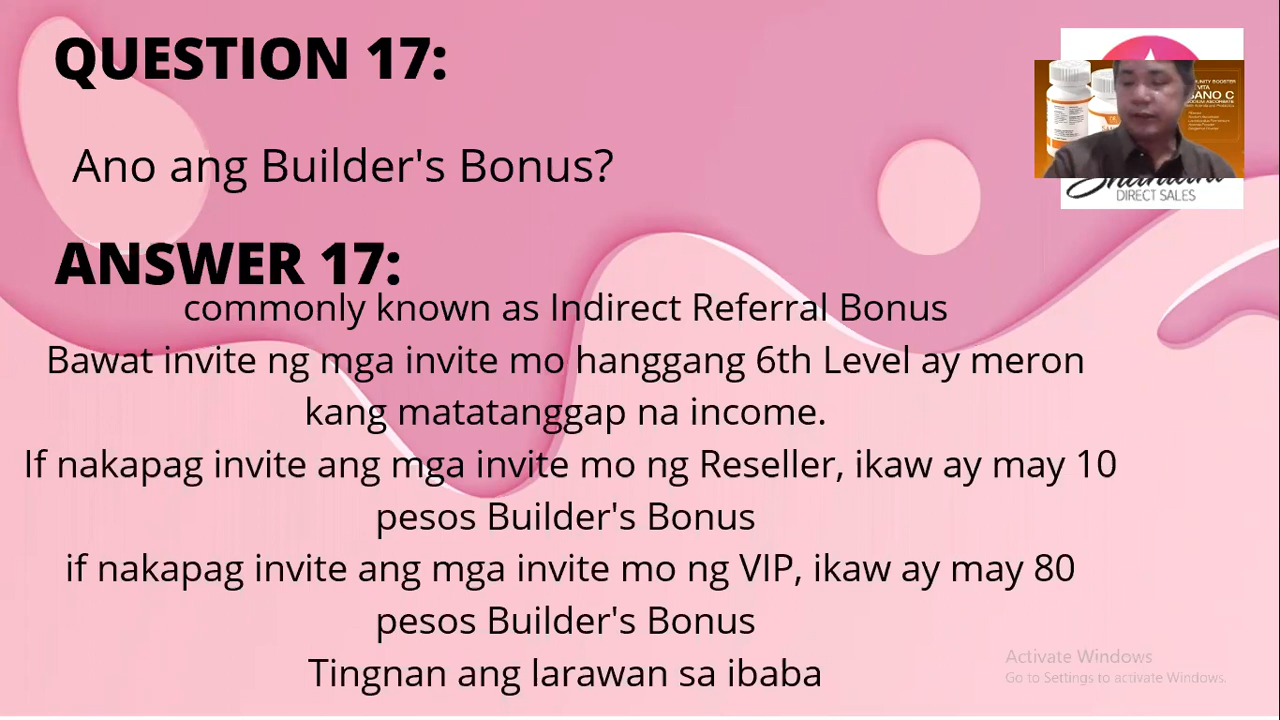 QUESTION 17:
Ano ang Builder's Bonus?
ANSWER 17:
commonly known as Indirect Referral Bonus
Bawat invite ng mga invite mo hanggang 6th Level ay meron
kang matatanggap na income.
If nakapag invite ang mga invite mo ng Reseller, ikaw ay may 10
pesos Builder's Bonus
if nakapag invite ang mga invite mo ng VIP, ikaw ay may 80
pesos Builder's Bonus
Tingnan ang larawan sa ibaba
DIRECT SALES
Activate Windows
Go to Settings to activate Windows.